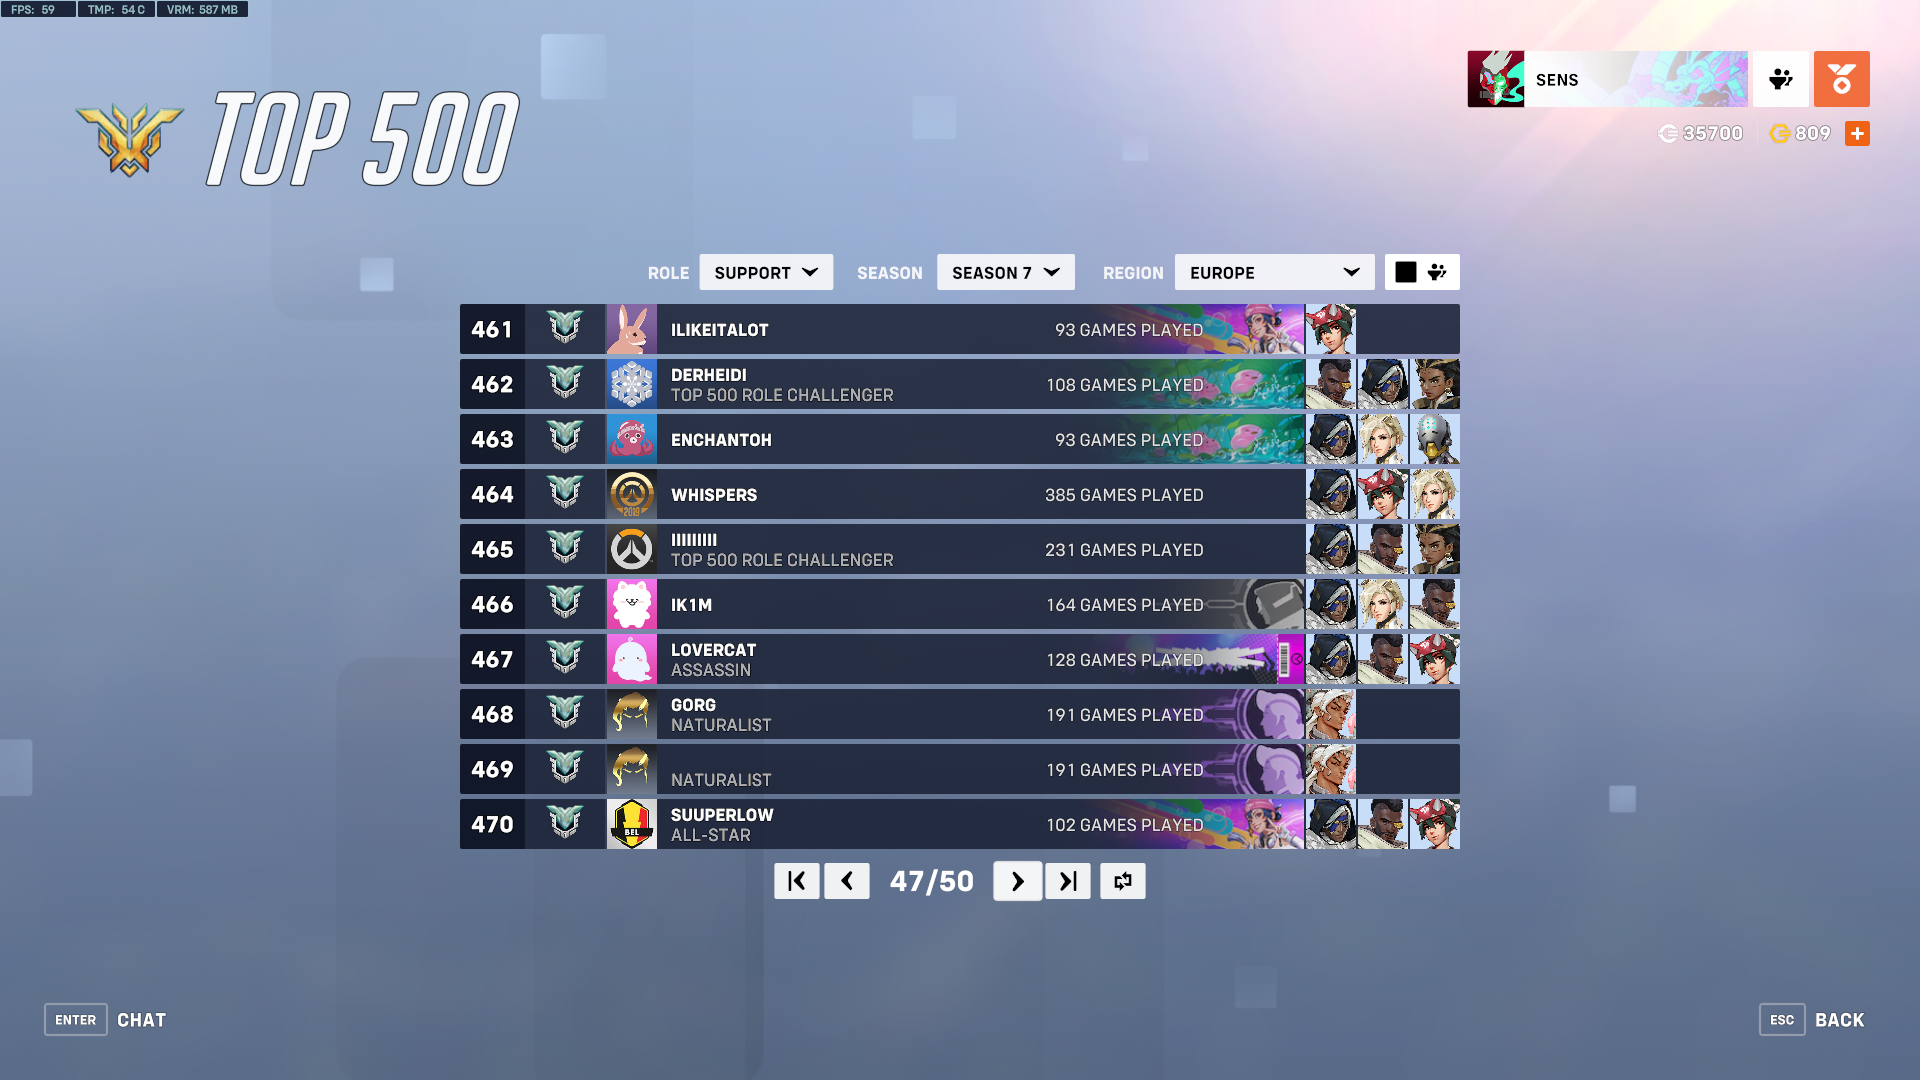 FPS: 59 TMP: 54 C VRM: 587 MB
TOP 500
SENS
35700 809 +
ROLE SUPPORT SEASON SEASON 7 REGION EUROPE
461 ILIKEITALOT 93 GAMES PLAYED
462 DERHEIDI 108 GAMES PLAYED
TOP 500 ROLE CHALLENGER
463 ENCHANTOH 93 GAMES PLAYED
464 2019 WHISPERS 385 GAMES PLAYED
465 IIIIIIIII 231 GAMES PLAYED
TOP 500 ROLE CHALLENGER
466 IK1M 164 GAMES PLAYED
467 LOVERCAT 128 GAMES PLAYED
ASSASSIN
468 GORG 191 GAMES PLAYED
NATURALIST
469 191 GAMES PLAYED
NATURALIST
470 BEL SUUPERLOW 102 GAMES PLAYED
ALL-STAR
47/50
ENTER CHAT
ESC BACK